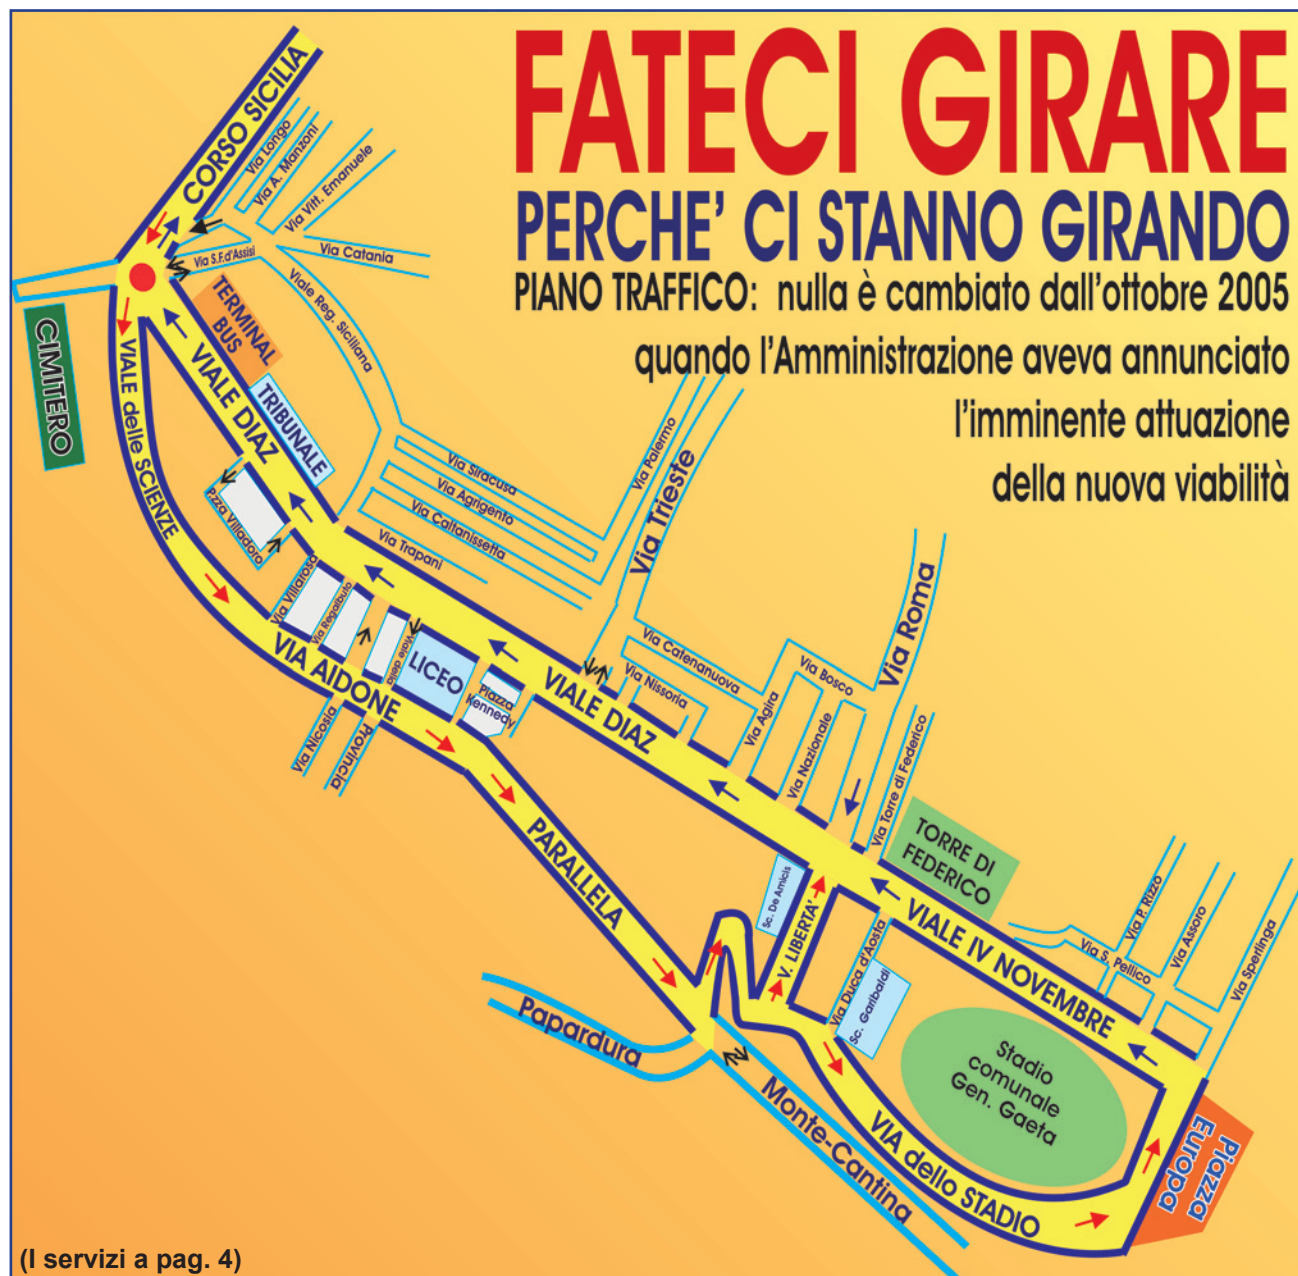 FATECI GIRARE
PERCHE' CI STANNO GIRANDO
PIANO TRAFFICO: nulla è cambiato dall'ottobre 2005
quando l'Amministrazione aveva annunciato
l'imminente attuazione
della nuova viabilità
CORSO SICILIA
Via Longo
Via A. Manzoni
Via Vitt. Emanuele
Via Catania
Via S.F.d'Assisi
Viale Reg. Siciliana
CIMITERO
TERMINAL
BUS
TRIBUNALE
VIALE DIAZ
VIALE delle SCIENZE
P.zza Villadoro
Via Siracusa
Via Agrigento
Via Caltanissetta
Via Trapani
Via Palermo
Via Trieste
Via Roma
Via Villarosa
Via Regalbuto
Viale della
Provincia
LICEO
Piazza
Kennedy
VIA AIDONE
Via Nicosia
VIALE DIAZ
Via Catenanuova
Via Nissoria
Via Bosco
Via Agira
Via Nazionale
Via Torre di Federico
TORRE DI
FEDERICO
PARALLELA
Sc. De Amicis
V. LIBERTA'
Via Duca d'Aosta
Sc. Garibaldi
VIALE IV NOVEMBRE
Via P. Rizzo
Via S. Pellico
Via Assoro
Via Sperlinga
Papardura
Monte-Cantina
Stadio
comunale
Gen. Gaeta
VIA dello STADIO
Piazza
Europa
(I servizi a pag. 4)